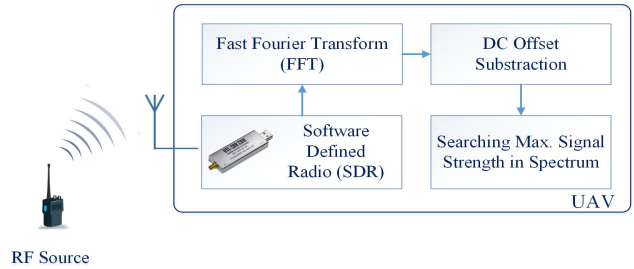 Fast Fourier Transform
(FFT)
DC Offset
Substraction
Software
Defined
Radio (SDR)
Searching Max. Signal
Strength in Spectrum
UAV
RF Source